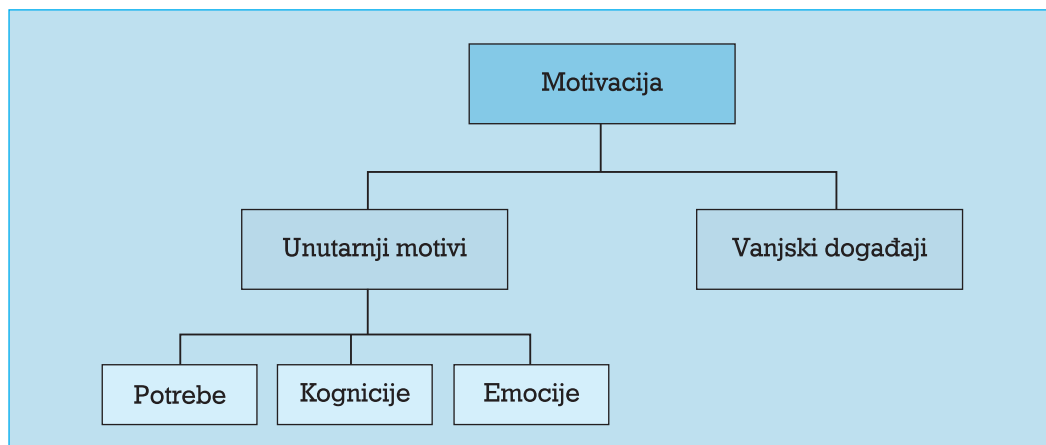 Motivacija
Unutarnji motivi
Vanjski događaji
Potrebe
Kognicije
Emocije